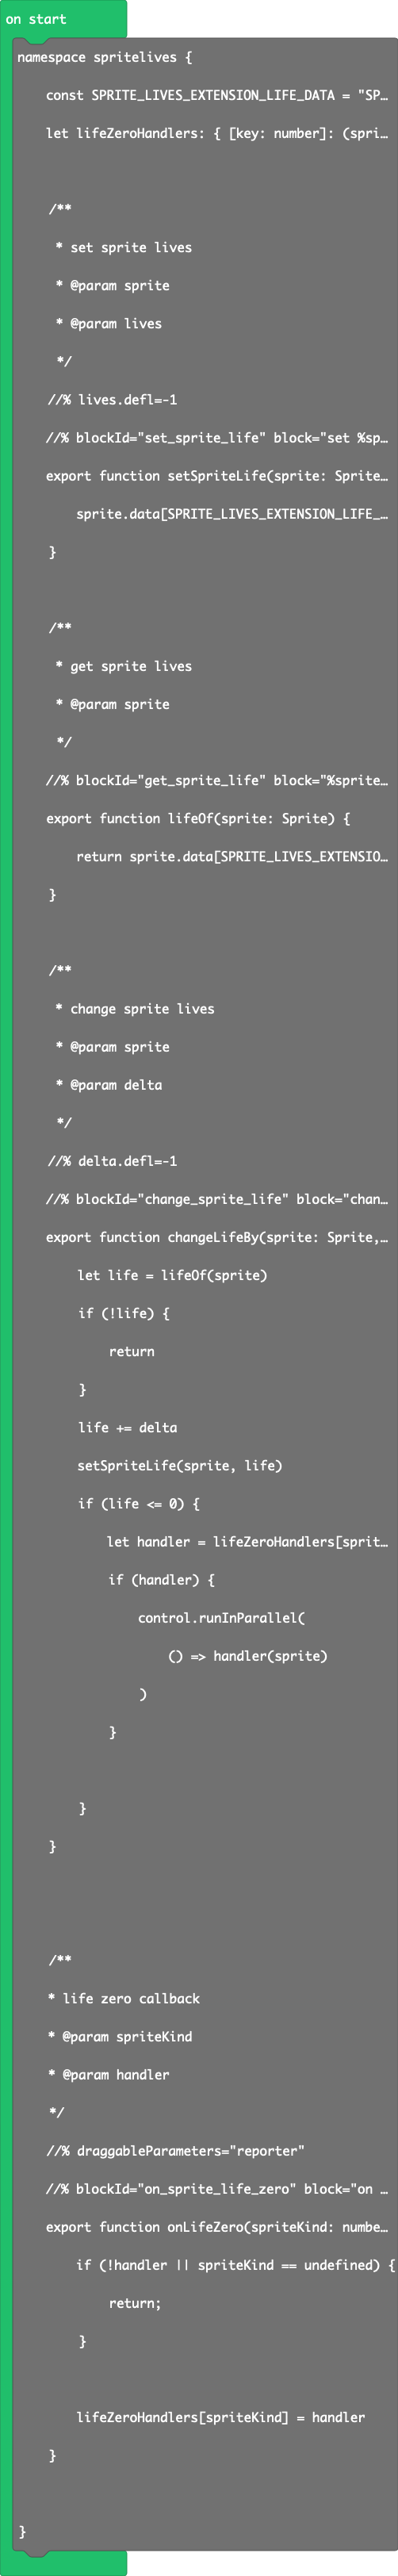 on start
namespace spritelives {
const SPRITE_LIVES_EXTENSION_LIFE_DATA = "SP…
let lifeZeroHandlers: { [key: number]: (spri…
/**
* set sprite lives
* @param sprite
* @param lives
*/
//% lives.defl=-1
//% blockId="set_sprite_life" block="set %sp…
export function setSpriteLife(sprite: Sprite…
sprite.data[SPRITE_LIVES_EXTENSION_LIFE_…
}
/**
* get sprite lives
* @param sprite
*/
//% blockId="get_sprite_life" block="%sprite…
export function lifeOf(sprite: Sprite) {
return sprite.data[SPRITE_LIVES_EXTENSIO…
}
/**
* change sprite lives
* @param sprite
* @param delta
*/
//% delta.defl=-1
//% blockId="change_sprite_life" block="chan…
export function changeLifeBy(sprite: Sprite,…
let life = lifeOf(sprite)
if (!life) {
return
}
life += delta
setSpriteLife(sprite, life)
if (life <= 0) {
let handler = lifeZeroHandlers[sprit…
if (handler) {
control.runInParallel(
() => handler(sprite)
)
}
}
}
/**
* life zero callback
* @param spriteKind
* @param handler
*/
//% draggableParameters="reporter"
//% blockId="on_sprite_life_zero" block="on …
export function onLifeZero(spriteKind: numbe…
if (!handler || spriteKind == undefined) {
return;
}
lifeZeroHandlers[spriteKind] = handler
}
}